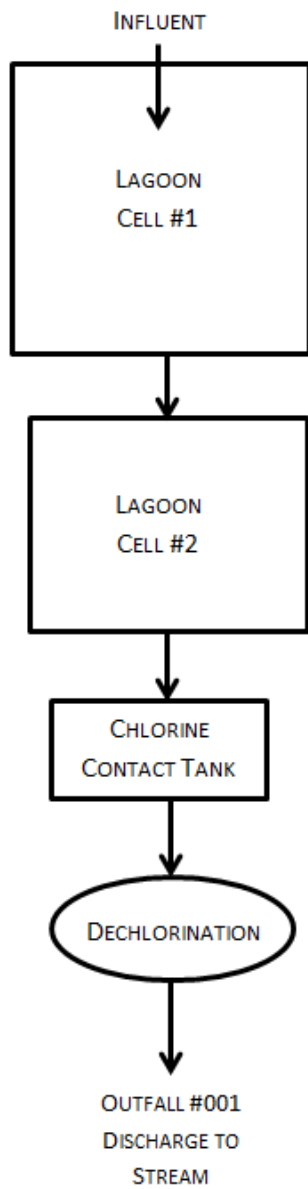 INFLUENT
LAGOON
CELL #1
LAGOON
CELL #2
CHLORINE
CONTACT TANK
DECHLORINATION
OUTFALL #001
DISCHARGE TO
STREAM